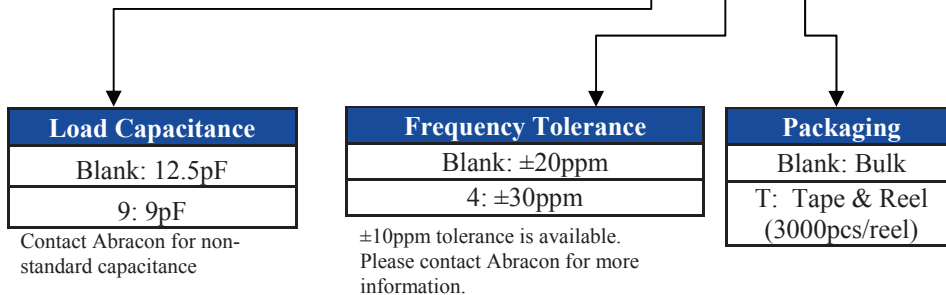 Load Capacitance
Blank: 12.5pF
9: 9pF
Contact Abracon for non-
standard capacitance
Frequency Tolerance
Blank: ±20ppm
4: ±30ppm
±10ppm tolerance is available.
Please contact Abracon for more
information.
Packaging
Blank: Bulk
T: Tape & Reel
(3000pcs/reel)